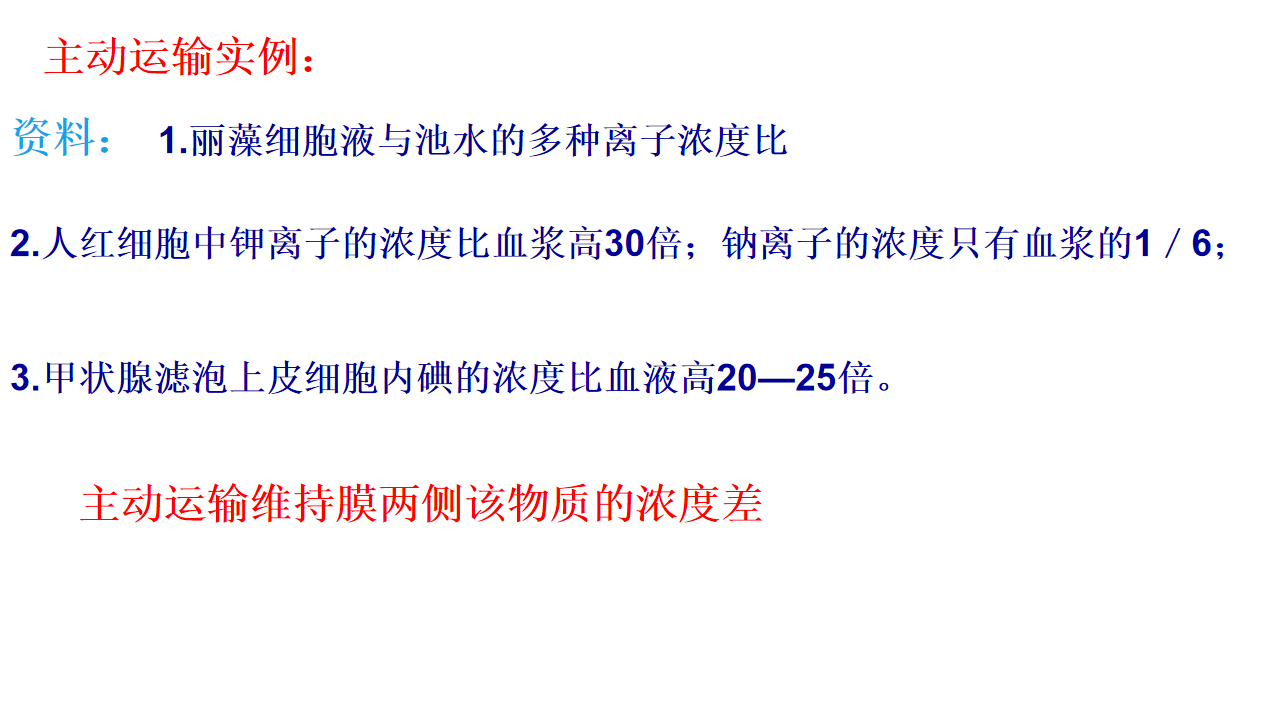 主动运输实例：
资料： 1.丽藻细胞液与池水的多种离子浓度比
2.人红细胞中钾离子的浓度比血浆高30倍；钠离子的浓度只有血浆的1／6；
3.甲状腺滤泡上皮细胞内碘的浓度比血液高20—25倍。
主动运输维持膜两侧该物质的浓度差